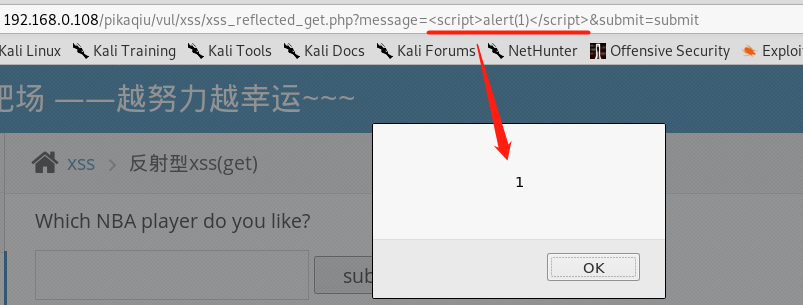 192.168.0.108/pikaqiu/vul/xss/xss_reflected_get.php?message=<script>alert(1)</script>&submit=submit
Kali Linux Kali Training Kali Tools Kali Docs Kali Forums NetHunter Offensive Security Exploi
靶场 ——越努力越幸运~~~
xss 反射型xss(get)
Which NBA player do you like?
1
sub
OK